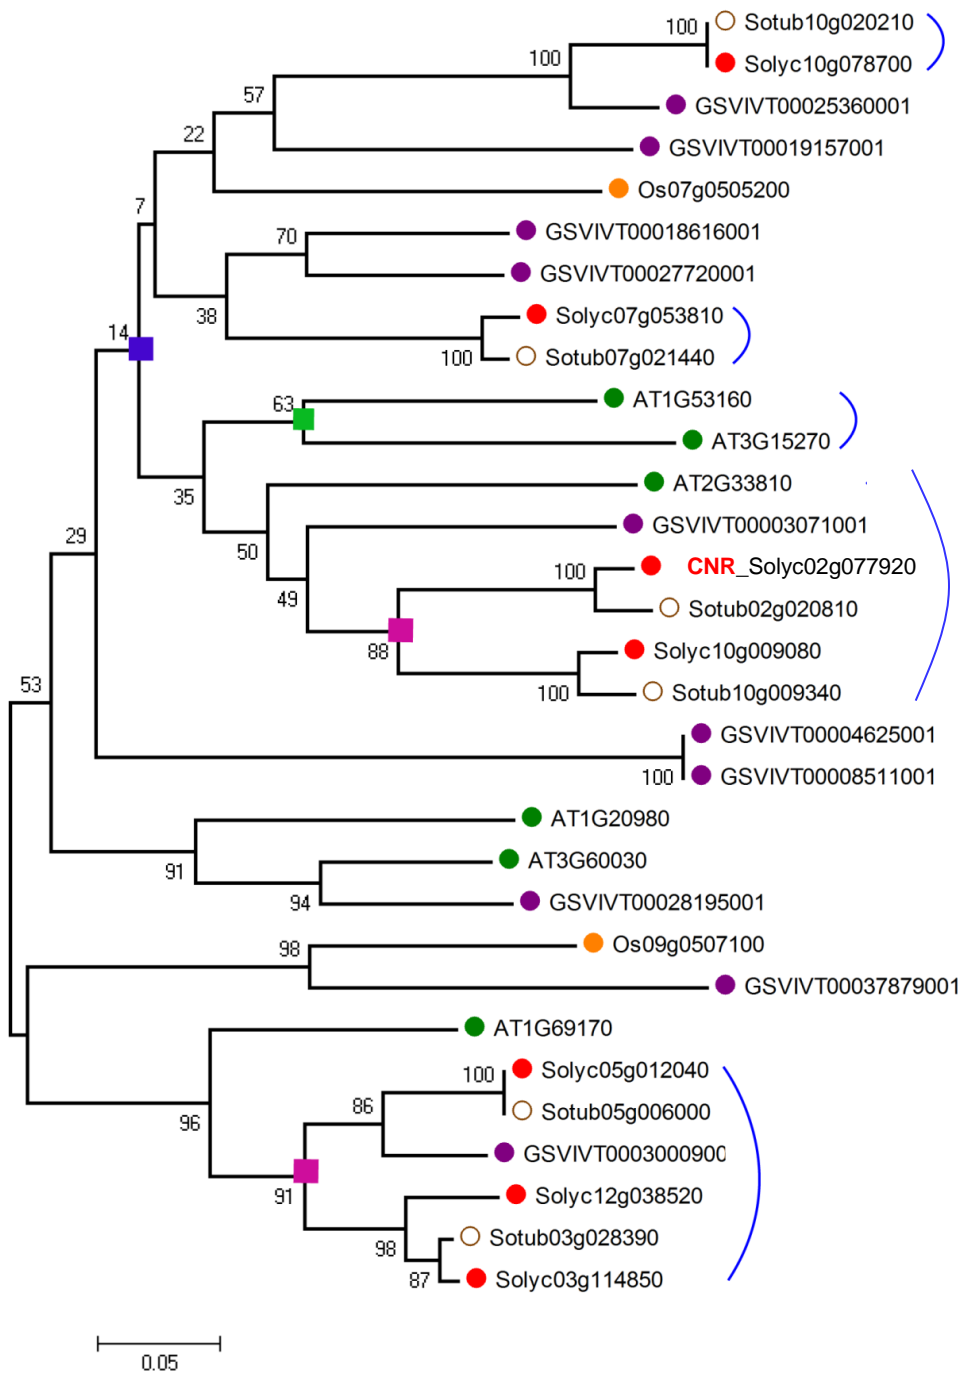 100 Sotub10g020210
100 Solyc10g078700
57 GSVIVT00025360001
22 GSVIVT00019157001
Os07g0505200
7
70 GSVIVT00018616001
GSVIVT00027720001
38 Solyc07g053810
14
100 Sotub07g021440
63 AT1G53160
AT3G15270
35 AT2G33810
29 GSVIVT00003071001
50
100 CNR_Solyc02g077920
49 Sotub02g020810
88 Solyc10g009080
53
100 Sotub10g009340
GSVIVT00004625001
100 GSVIVT00008511001
AT1G20980
91 AT3G60030
94 GSVIVT00028195001
98 Os09g0507100
GSVIVT00037879001
AT1G69170
100 Solyc05g012040
86 Sotub05g006000
96
GSVIVT0003000900
91 Solyc12g038520
98 Sotub03g028390
87 Solyc03g114850
0.05